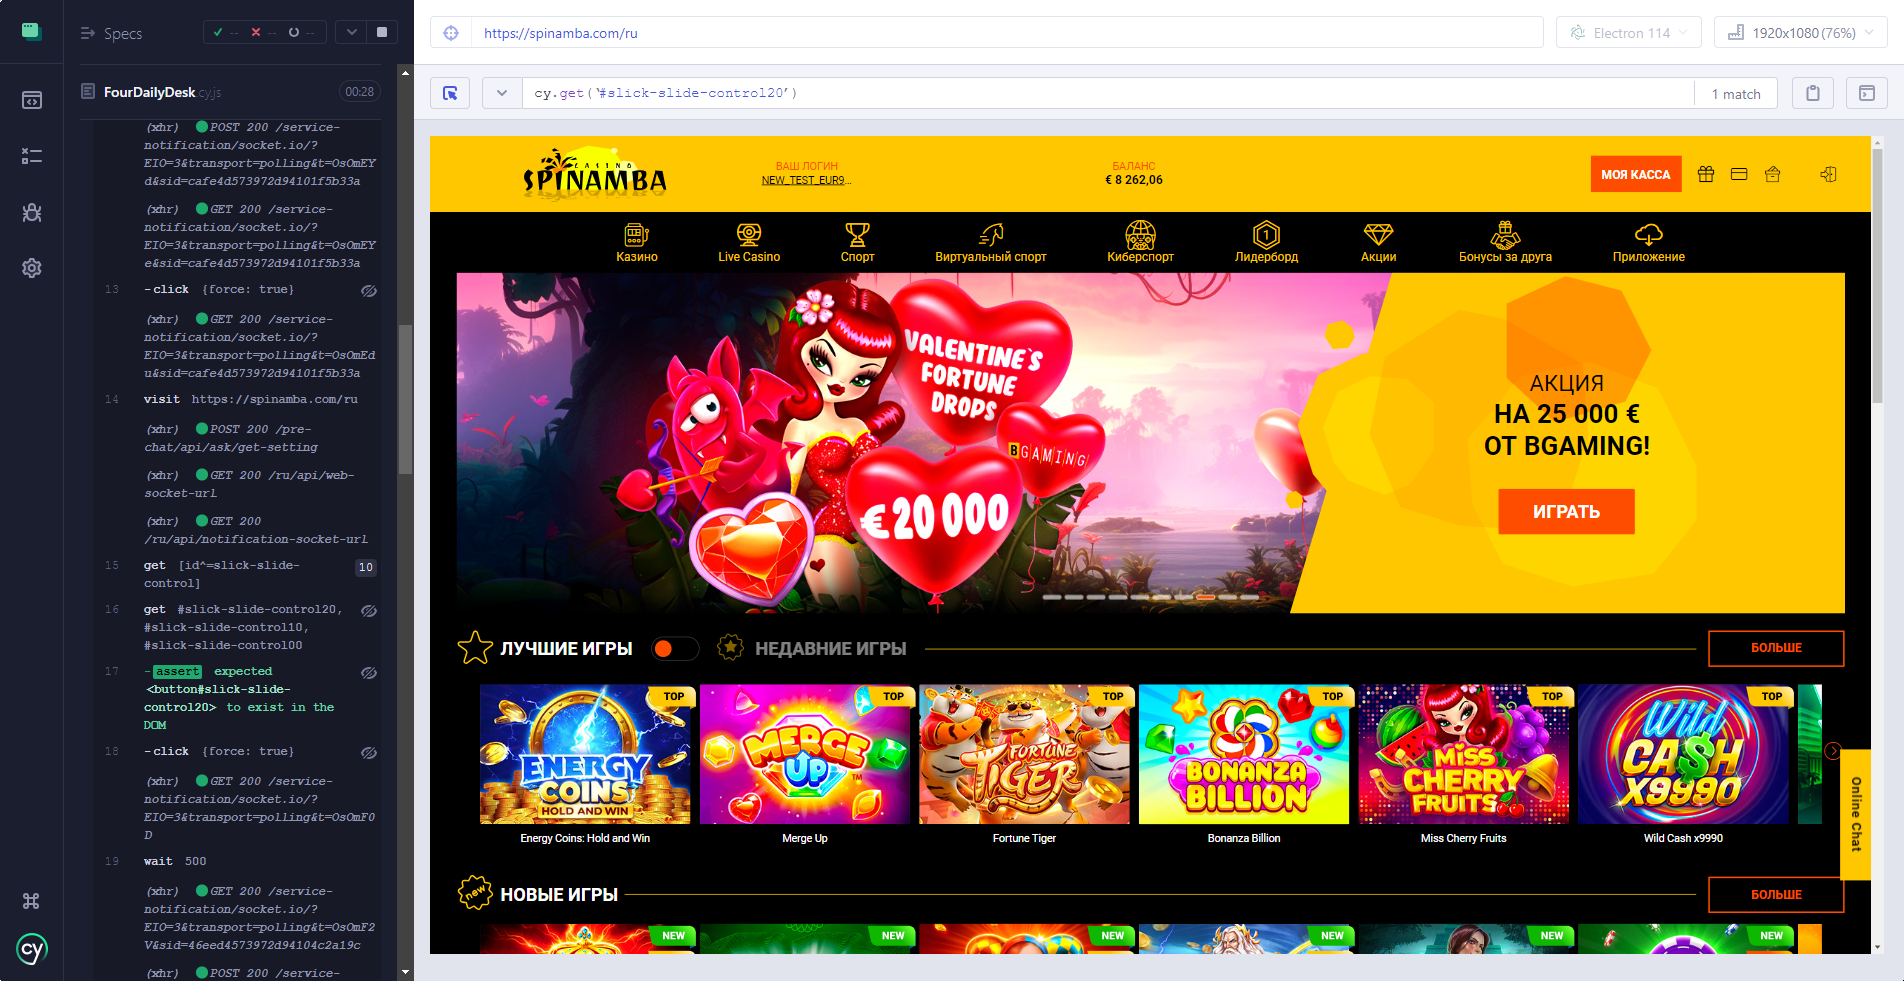 Specs
-- -- --
FourDailyDesk.cy.js
00:28
(xhr) POST 200 /service-
notification/socket.io/?
EIO=3&transport=polling&t=OsOmEY
d&sid=cafe4d573972d94101f5b33a
(xhr) GET 200 /service-
notification/socket.io/?
EIO=3&transport=polling&t=OsOmEY
e&sid=cafe4d573972d94101f5b33a
13 -click {force: true}
(xhr) GET 200 /service-
notification/socket.io/?
EIO=3&transport=polling&t=OsOmEd
u&sid=cafe4d573972d94101f5b33a
14 visit https://spinamba.com/ru
(xhr) POST 200 /pre-
chat/api/ask/get-setting
(xhr) GET 200 /ru/api/web-
socket-url
(xhr) GET 200
/ru/api/notification-socket-url
15 get [id^=slick-slide-
control]
10
16 get #slick-slide-control20,
#slick-slide-control10,
#slick-slide-control00
17 -assert expected
<button#slick-slide-
control20> to exist in the
DOM
18 -click {force: true}
(xhr) GET 200 /service-
notification/socket.io/?
EIO=3&transport=polling&t=OsOmF0
D
19 wait 500
(xhr) GET 200 /service-
notification/socket.io/?
EIO=3&transport=polling&t=OsOmF2
V&sid=46eed4573972d94104c2a19c
(xhr) POST 200 /service-
cy
https://spinamba.com/ru
Electron 114
1920x1080 (76%)
cy.get('#slick-slide-control20')
1 match
CASINO
SPINAMBA
ВАШ ЛОГИН
NEW_TEST_EUR9...
БАЛАНС
€ 8 262,06
МОЯ КАССА
Казино
Live Casino
Спорт
Виртуальный спорт
Киберспорт
1
Лидерборд
Акции
Бонусы за друга
Приложение
VALENTINE`S
FORTUNE
DROPS
BGAMING
€20 000
АКЦИЯ
НА 25 000 €
ОТ BGAMING!
ИГРАТЬ
ЛУЧШИЕ ИГРЫ
НЕДАВНИЕ ИГРЫ
БОЛЬШЕ
TOP
TOP
TOP
TOP
TOP
TOP
ENERGY
COINS
HOLD AND WIN
MERGE
UP™
FORTUNE
TIGER
BONANZA
BILLION
MISS
CHERRY
FRUITS
Wild
CA$H
X9990
Energy Coins: Hold and Win
Merge Up
Fortune Tiger
Bonanza Billion
Miss Cherry Fruits
Wild Cash x9990
Online Chat
new
НОВЫЕ ИГРЫ
БОЛЬШЕ
NEW
NEW
NEW
NEW
NEW
NEW